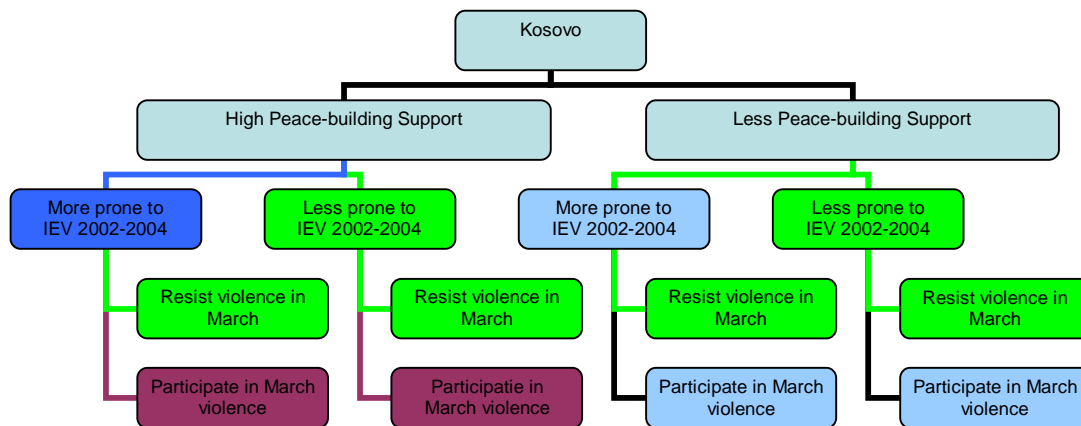 Kosovo
High Peace-building Support
Less Peace-building Support
More prone to
IEV 2002-2004
Less prone to
IEV 2002-2004
More prone to
IEV 2002-2004
Less prone to
IEV 2002-2004
Resist violence in
March
Resist violence in
March
Resist violence in
March
Resist violence in
March
Participate in March
violence
Participatie in
March violence
Participate in March
violence
Participate in March
violence